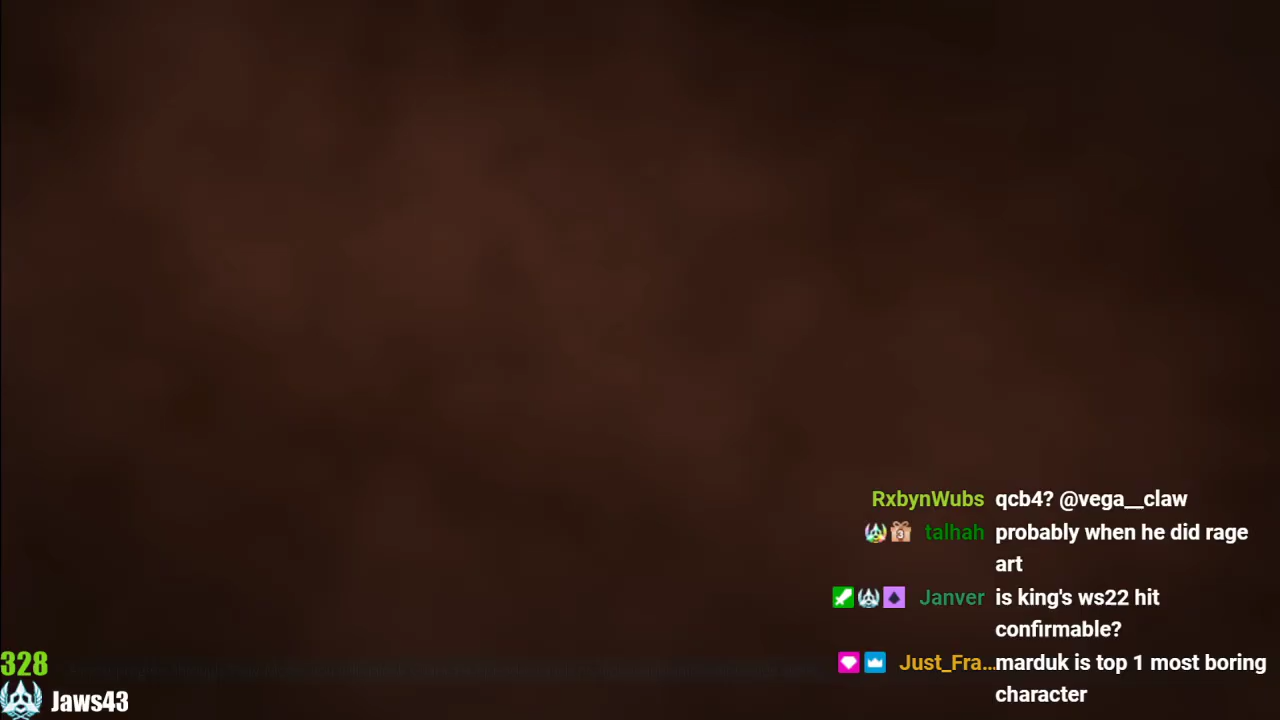 RxbynWubs qcb4? @vega__claw
talhah probably when he did rage
art
Janver is king's ws22 hit
confirmable?
Just_Fra... marduk is top 1 most boring
character
328
Jaws43